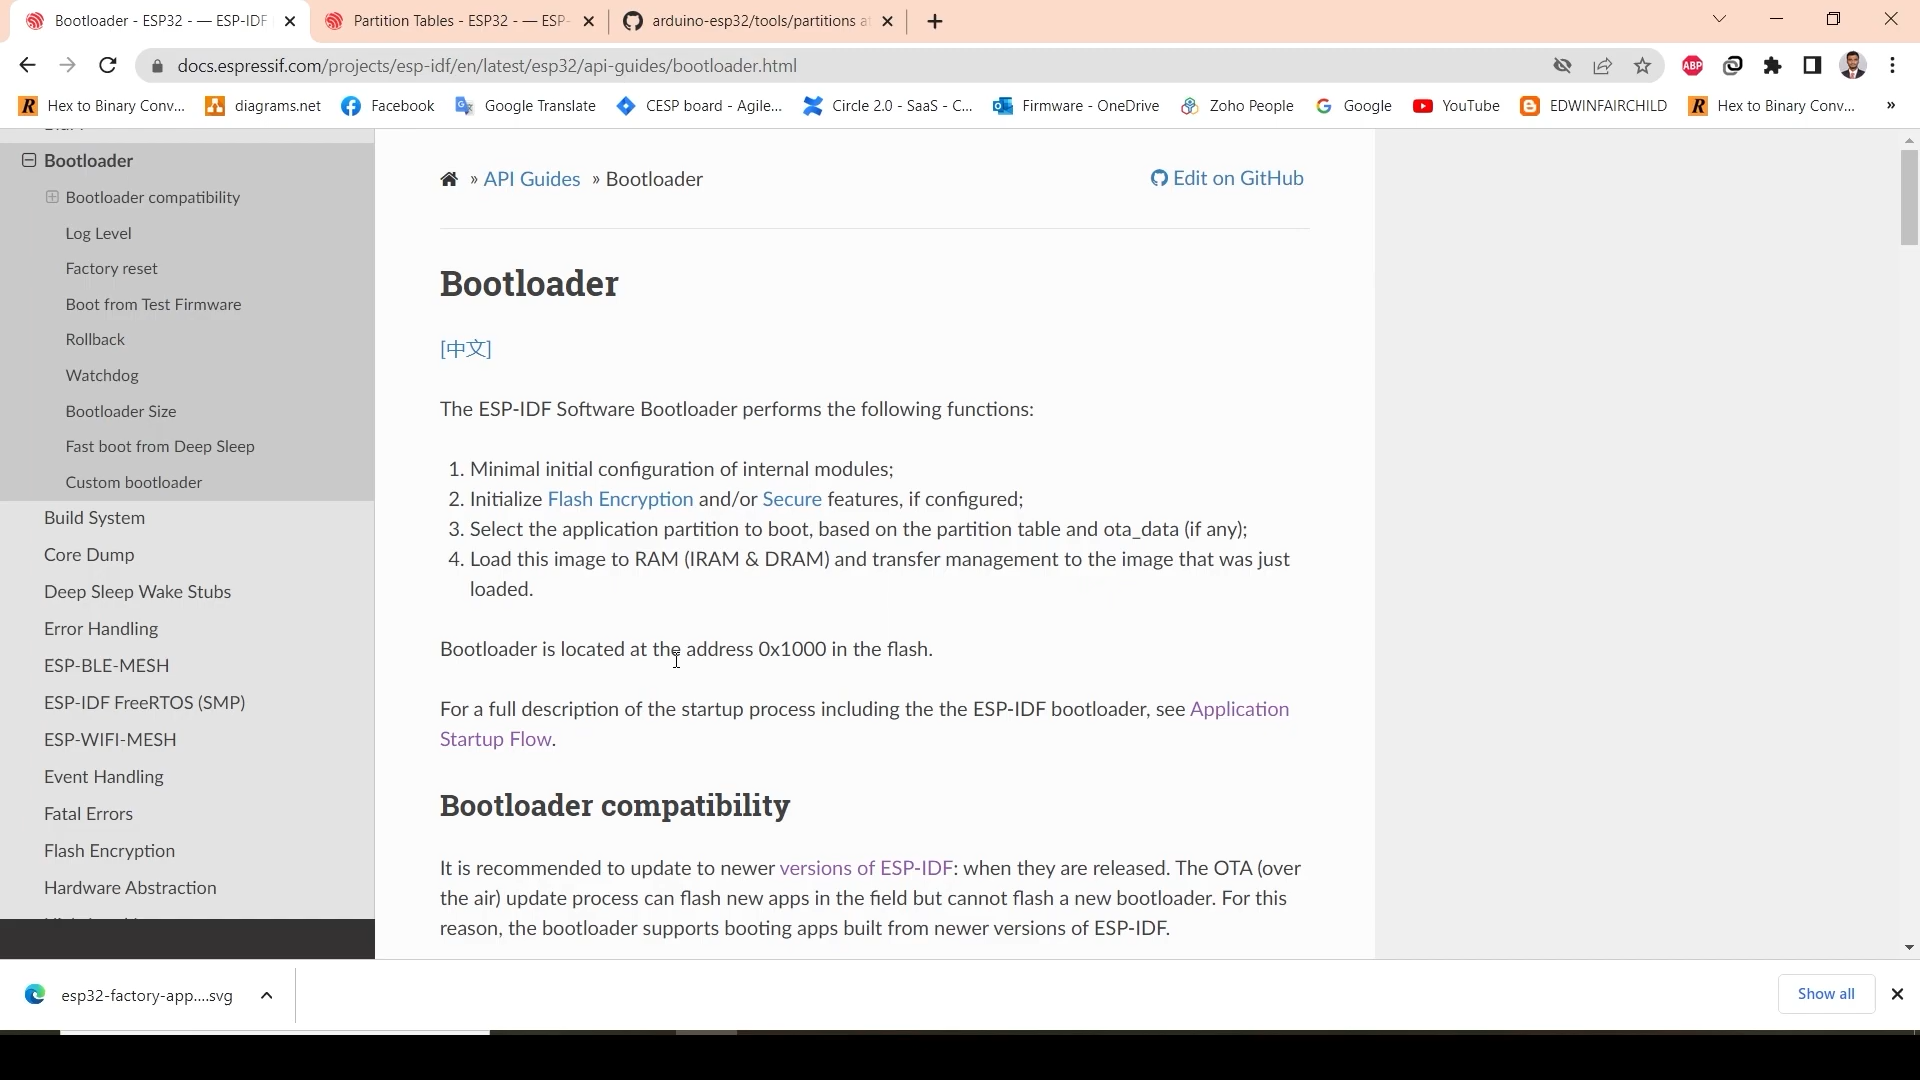 Bootloader - ESP32 - — ESP-IDF
Partition Tables - ESP32 - — ESP-
arduino-esp32/tools/partitions at
docs.espressif.com/projects/esp-idf/en/latest/esp32/api-guides/bootloader.html
ABP
Hex to Binary Conv...
diagrams.net
Facebook
Google Translate
CESP board - Agile...
Circle 2.0 - SaaS - C...
Firmware - OneDrive
Zoho People
Google
YouTube
EDWINFAIRCHILD
Hex to Binary Conv...
»
Bootloader
Bootloader compatibility
Log Level
Factory reset
Boot from Test Firmware
Rollback
Watchdog
Bootloader Size
Fast boot from Deep Sleep
Custom bootloader
Build System
Core Dump
Deep Sleep Wake Stubs
Error Handling
ESP-BLE-MESH
ESP-IDF FreeRTOS (SMP)
ESP-WIFI-MESH
Event Handling
Fatal Errors
Flash Encryption
Hardware Abstraction
» API Guides » Bootloader
Edit on GitHub
Bootloader
[中文]
The ESP-IDF Software Bootloader performs the following functions:
1. Minimal initial configuration of internal modules;
2. Initialize Flash Encryption and/or Secure features, if configured;
3. Select the application partition to boot, based on the partition table and ota_data (if any);
4. Load this image to RAM (IRAM & DRAM) and transfer management to the image that was just
loaded.
Bootloader is located at the address 0x1000 in the flash.
For a full description of the startup process including the the ESP-IDF bootloader, see Application
Startup Flow.
Bootloader compatibility
It is recommended to update to newer versions of ESP-IDF: when they are released. The OTA (over
the air) update process can flash new apps in the field but cannot flash a new bootloader. For this
reason, the bootloader supports booting apps built from newer versions of ESP-IDF.
esp32-factory-app....svg
Show all